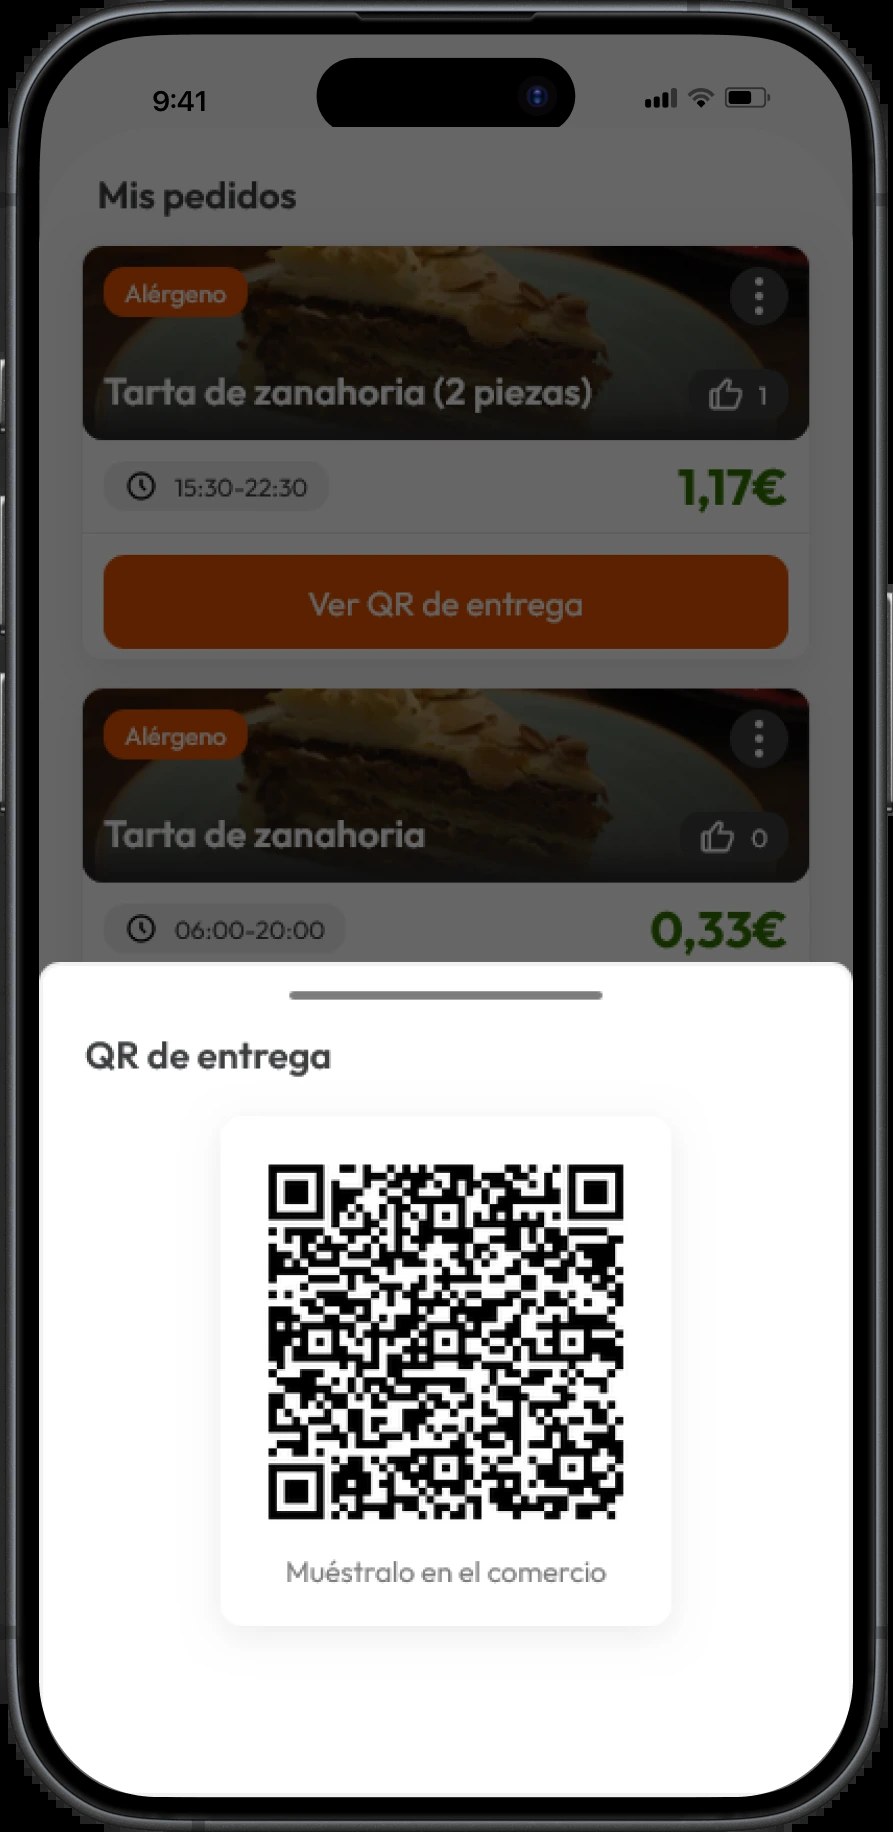 9:41
Mis pedidos
Alérgeno
Tarta de zanahoria (2 piezas)
1
15:30-22:30
1,17€
Ver QR de entrega
Alérgeno
Tarta de zanahoria
0
06:00-20:00
0,33€
QR de entrega
Muéstralo en el comercio